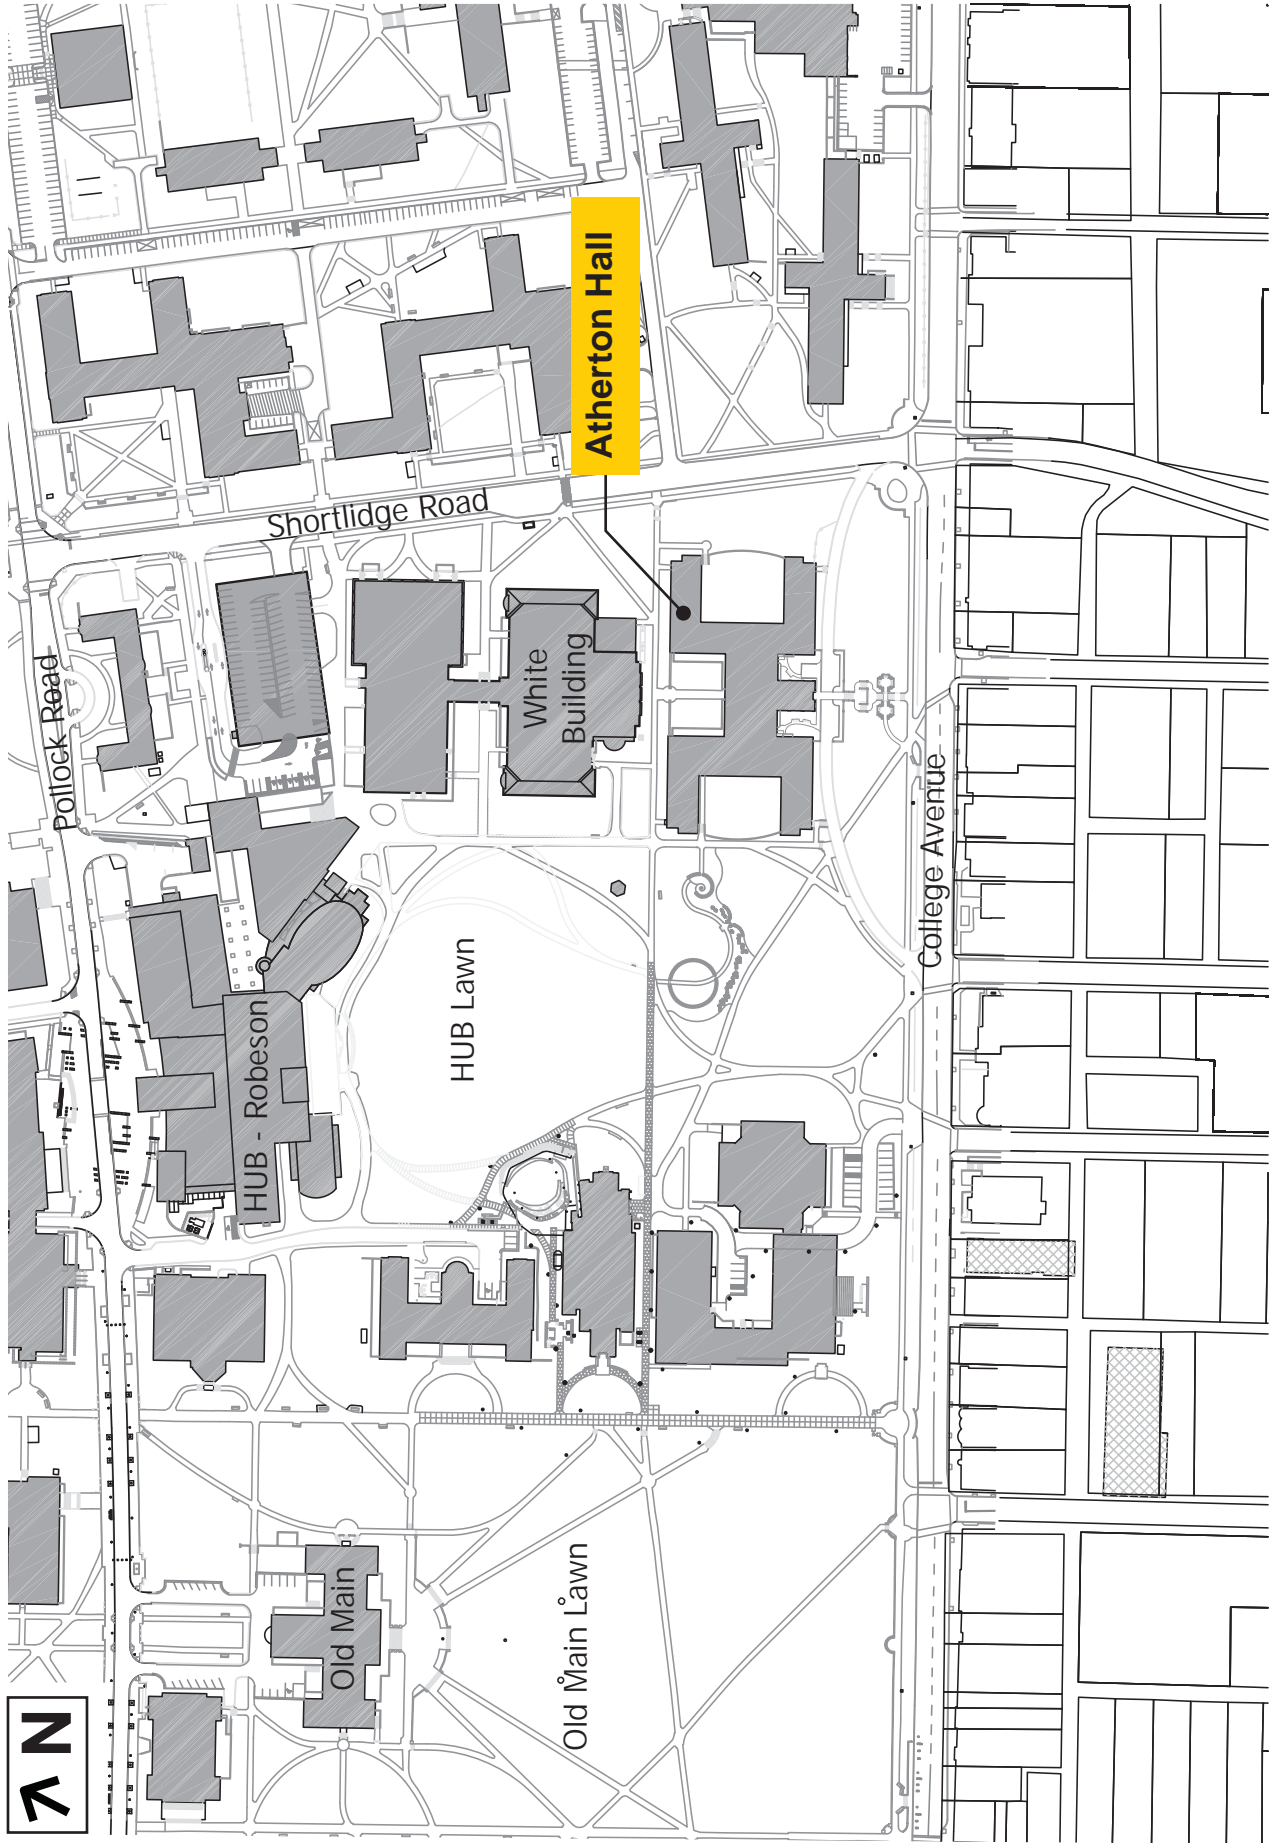 Pollock Road
Shortlidge Road
Atherton Hall
White
Building
HUB - Robeson
HUB Lawn
College Avenue
Old Main
Old Main Lawn
N